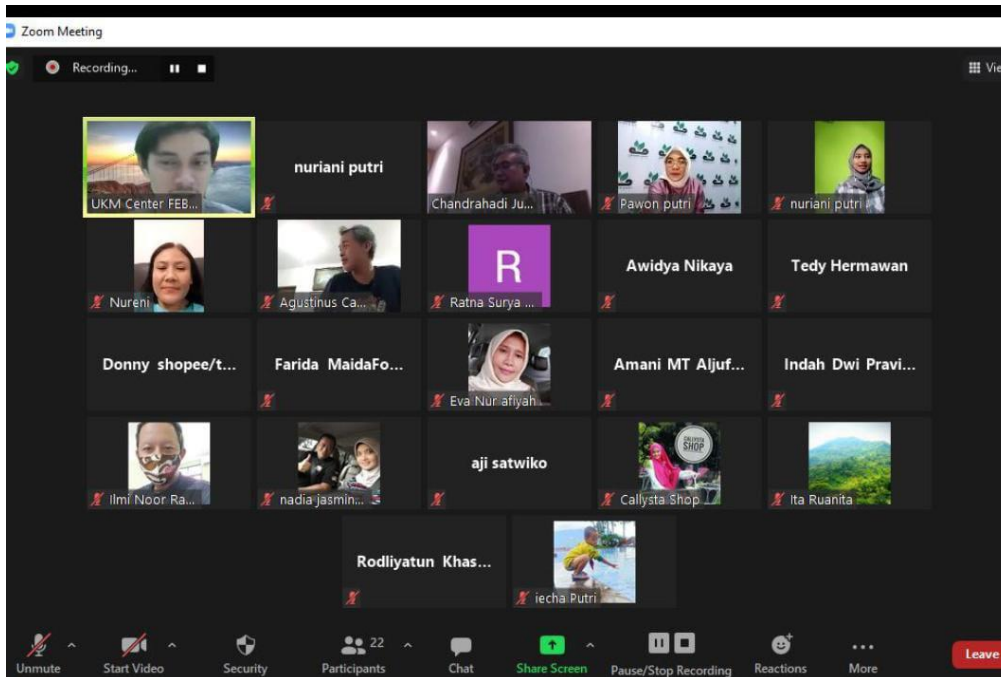 Zoom Meeting
Recording...
Vie
UKM Center FEB...
nuriani putri
Chandrahadi Ju...
Pawon putri
nuriani putri
Nureni
Agustinus Ca...
R
Ratna Surya ...
Awidya Nikaya
Tedy Hermawan
Donny shopee/t...
Farida MaidaFo...
Eva Nur afiyah
Amani MT Aljuf...
Indah Dwi Pravi...
Ilmi Noor Ra...
nadia jasmin...
aji satwiko
CALLYSTA
SHOP
Callysta Shop
Ita Ruanita
Rodliyatun Khas...
iecha Putri
Unmute
Start Video
Security
22
Participants
Chat
Share Screen
Pause/Stop Recording
Reactions
More
Leave